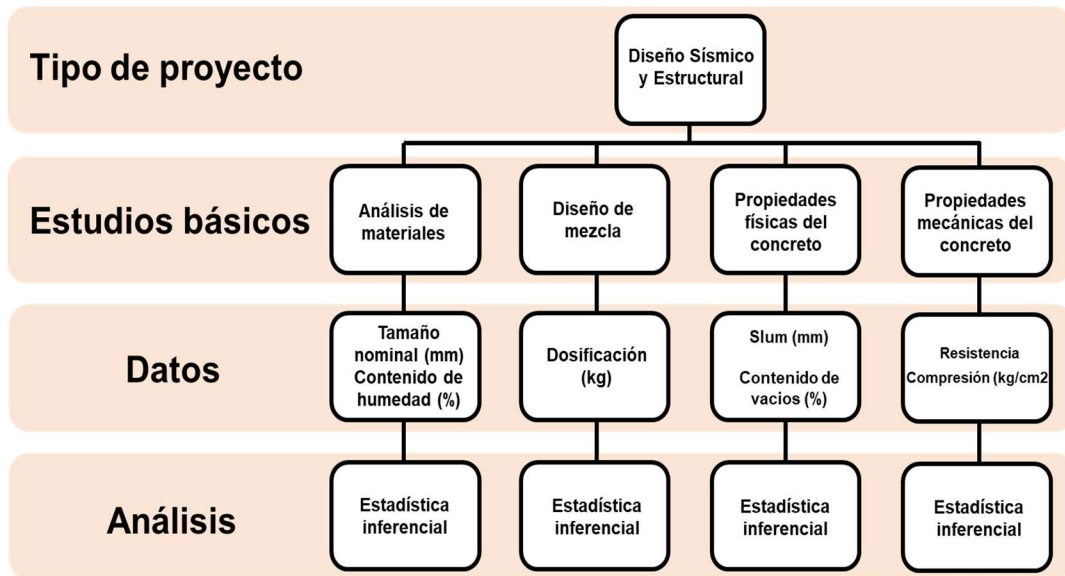 Tipo de proyecto
Diseño Sísmico
y Estructural
Estudios básicos
Análisis de
materiales
Diseño de
mezcla
Propiedades
físicas del
concreto
Propiedades
mecánicas del
concreto
Datos
Tamaño
nominal (mm)
Contenido de
humedad (%)
Dosificación
(kg)
Slum (mm)
Contenido de
vacios (%)
Resistencia
Compresión (kg/cm2
Análisis
Estadística
inferencial
Estadística
inferencial
Estadística
inferencial
Estadística
inferencial